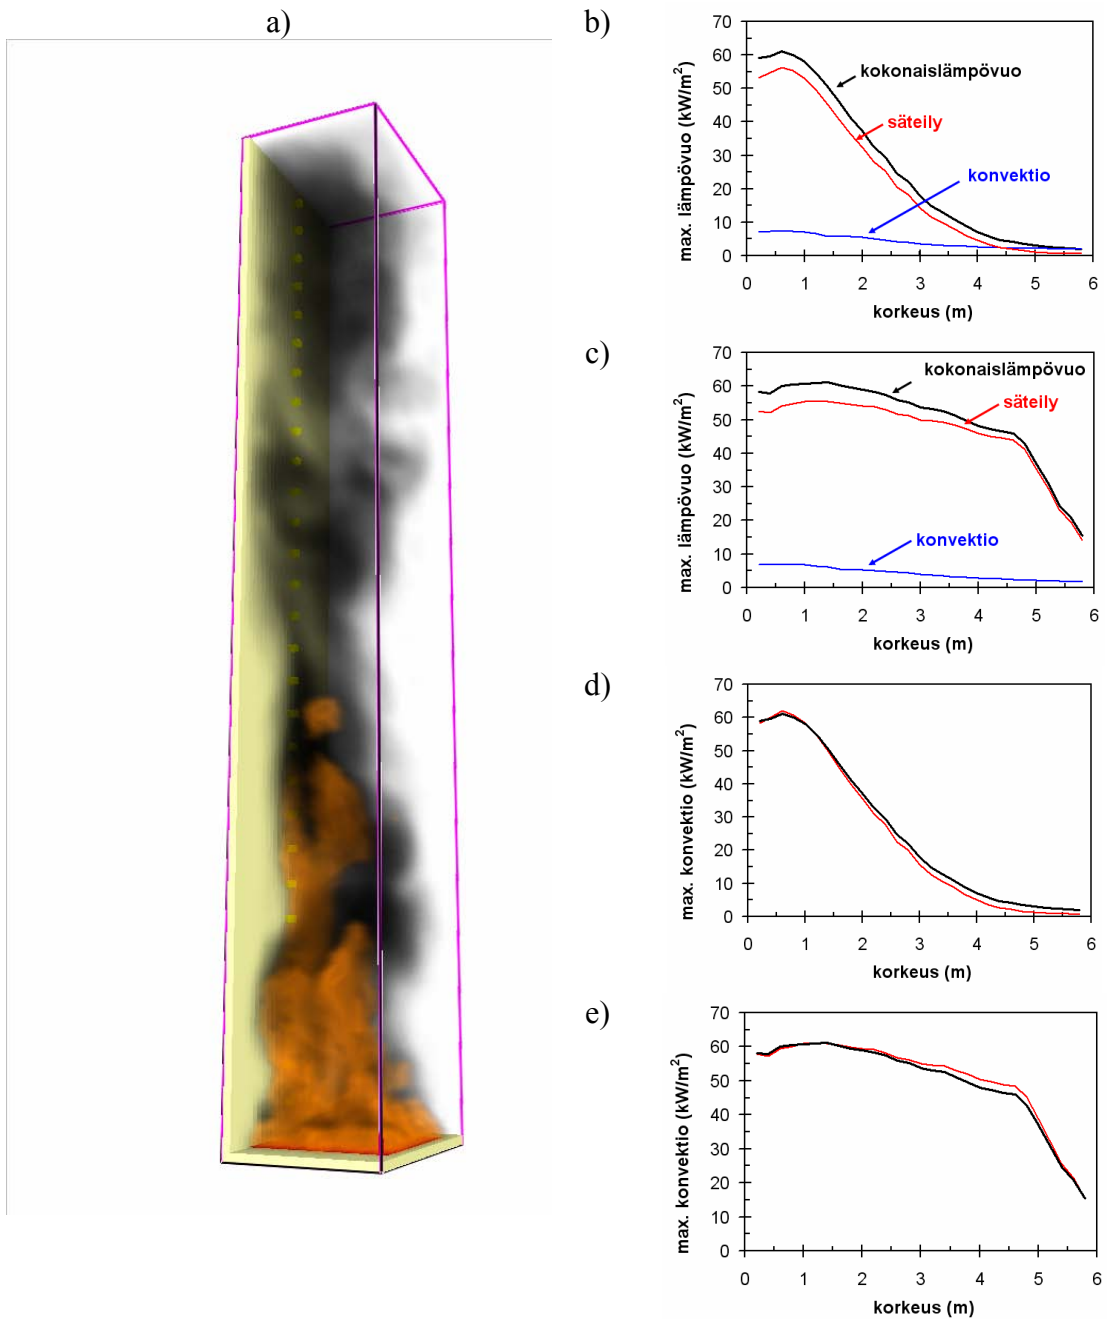 a)
b)
70
60
50
40
30
20
10
0
max. lämpövuo (kW/m²)
kokonaislämpövuo
säteily
konvektio
0 1 2 3 4 5 6
korkeus (m)
c)
70
60
50
40
30
20
10
0
max. lämpövuo (kW/m²)
kokonaislämpövuo
säteily
konvektio
0 1 2 3 4 5 6
korkeus (m)
d)
70
60
50
40
30
20
10
0
max. konvektio (kW/m²)
0 1 2 3 4 5 6
korkeus (m)
e)
70
60
50
40
30
20
10
0
max. konvektio (kW/m²)
0 1 2 3 4 5 6
korkeus (m)